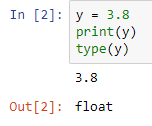 In [2]: y = 3.8
print(y)
type(y)
3.8
Out[2]: float